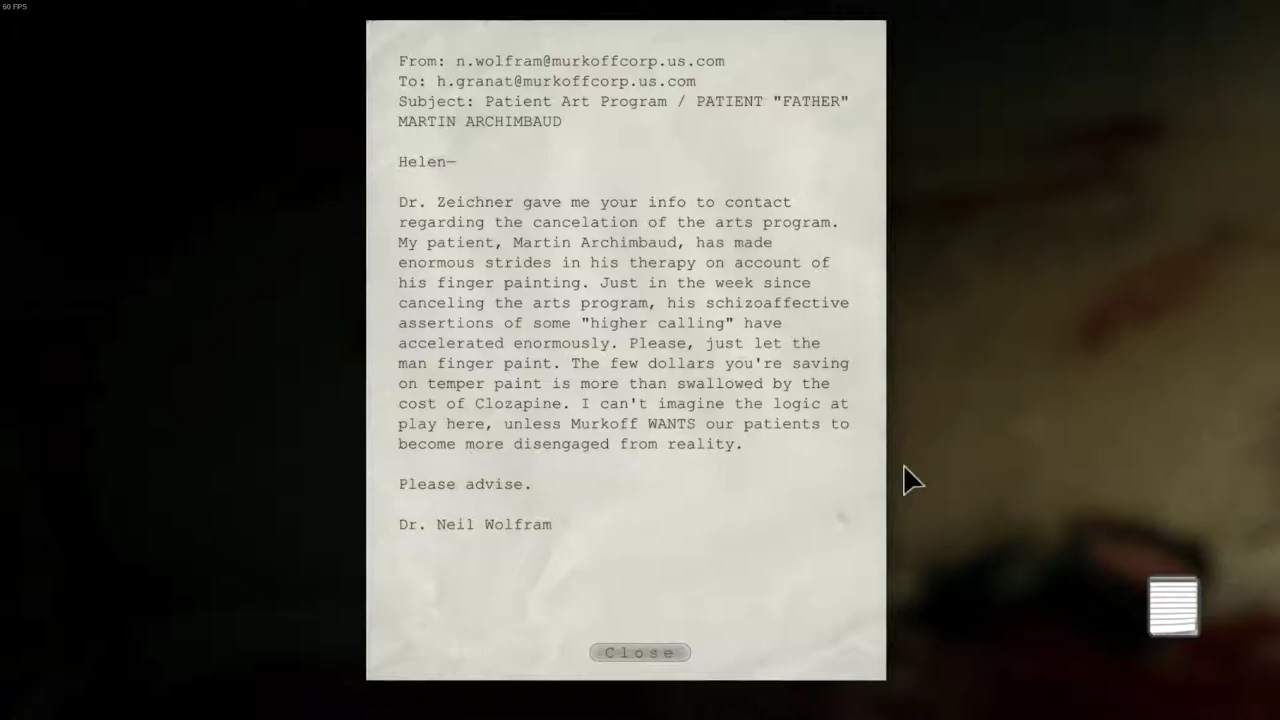 60 FPS
From: n.wolfram@murkoffcorp.us.com
To: h.granat@murkoffcorp.us.com
Subject: Patient Art Program / PATIENT "FATHER"
MARTIN ARCHIMBAUD
Helen—
Dr. Zeichner gave me your info to contact
regarding the cancelation of the arts program.
My patient, Martin Archimbaud, has made
enormous strides in his therapy on account of
his finger painting. Just in the week since
canceling the arts program, his schizoaffective
assertions of some "higher calling" have
accelerated enormously. Please, just let the
man finger paint. The few dollars you're saving
on temper paint is more than swallowed by the
cost of Clozapine. I can't imagine the logic at
play here, unless Murkoff WANTS our patients to
become more disengaged from reality.
Please advise.
Dr. Neil Wolfram
Close